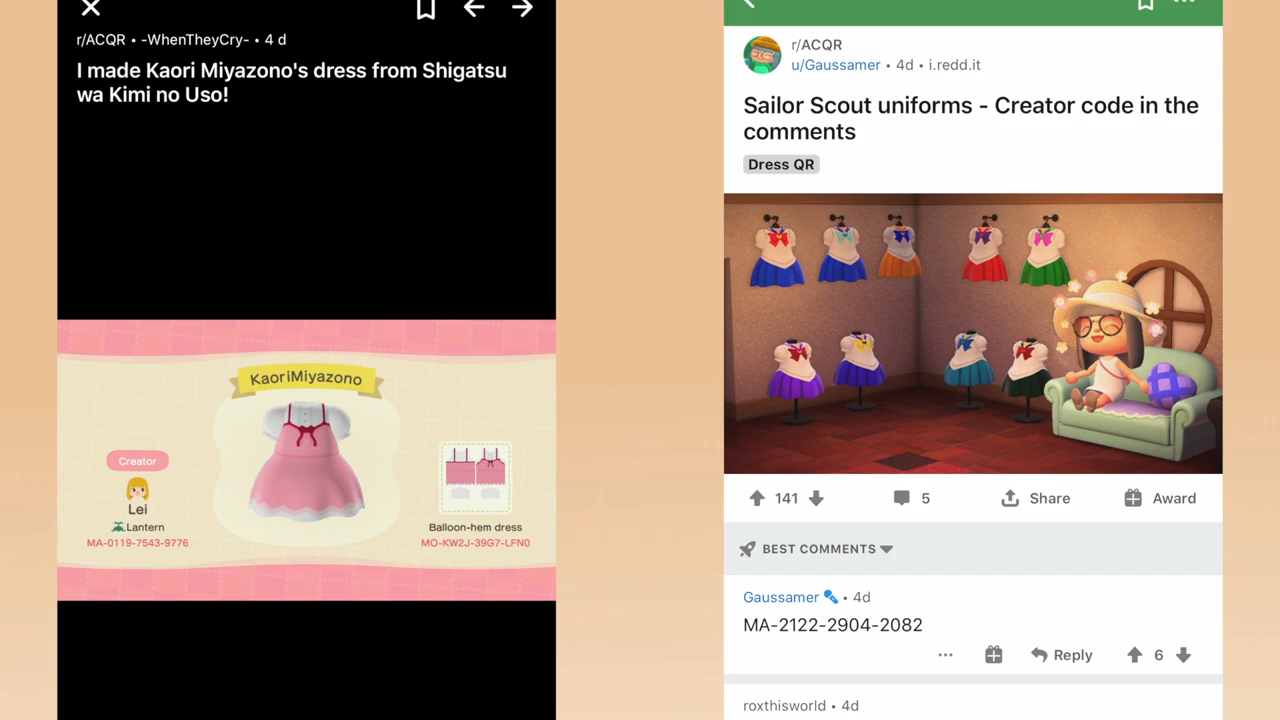 r/ACQR • -WhenTheyCry- • 4 d
I made Kaori Miyazono's dress from Shigatsu
wa Kimi no Uso!
KaoriMiyazono
Creator
Lei
Lantern
MA-0119-7543-9776
Balloon-hem dress
MO-KW2J-39G7-LFN0
r/ACQR
u/Gaussamer • 4d • i.redd.it
Sailor Scout uniforms - Creator code in the
comments
Dress QR
141
5
Share
Award
BEST COMMENTS
Gaussamer • 4d
MA-2122-2904-2082
Reply
6
roxthisworld • 4d